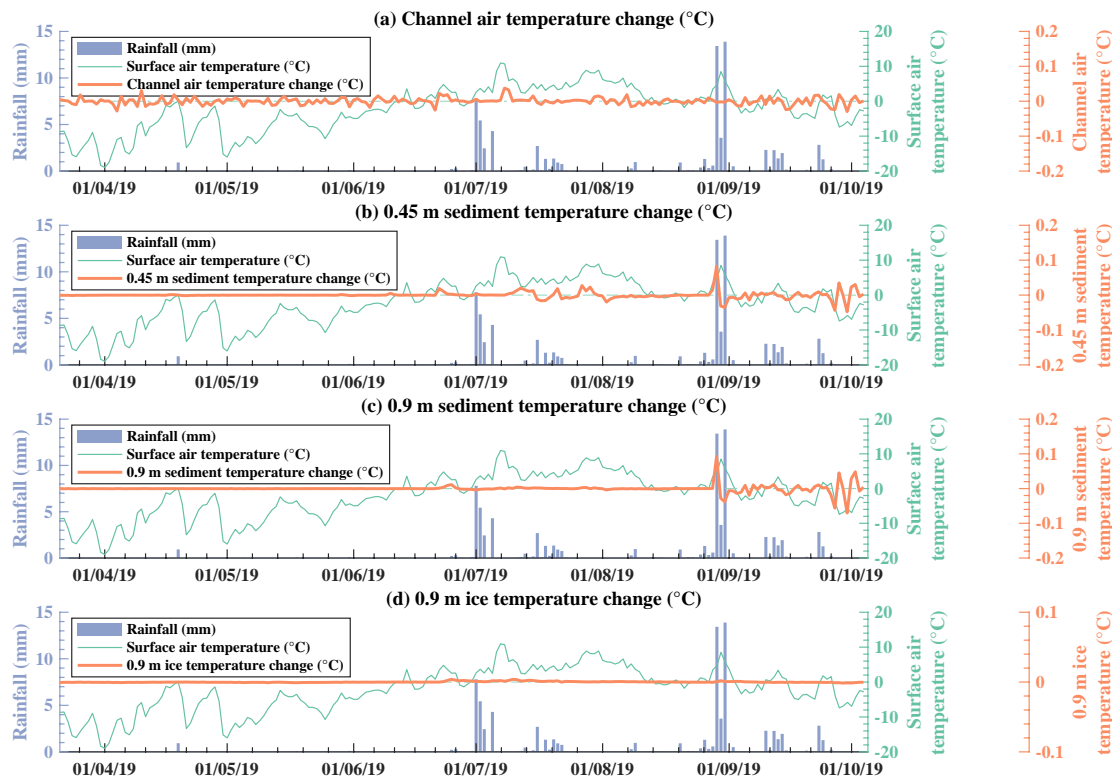 (a) Channel air temperature change (°C)
15
10
5
0
Rainfall (mm)
Rainfall (mm)
Surface air temperature (°C)
Channel air temperature change (°C)
20
10
0
-10
-20
Surface air
temperature (°C)
0.2
0.1
0
-0.1
-0.2
Channel air
temperature (°C)
01/04/19 01/05/19 01/06/19 01/07/19 01/08/19 01/09/19 01/10/19
(b) 0.45 m sediment temperature change (°C)
15
10
5
0
Rainfall (mm)
Rainfall (mm)
Surface air temperature (°C)
0.45 m sediment temperature change (°C)
20
10
0
-10
-20
Surface air
temperature (°C)
0.2
0.1
0
-0.1
-0.2
0.45 m sediment
temperature (°C)
01/04/19 01/05/19 01/06/19 01/07/19 01/08/19 01/09/19 01/10/19
(c) 0.9 m sediment temperature change (°C)
15
10
5
0
Rainfall (mm)
Rainfall (mm)
Surface air temperature (°C)
0.9 m sediment temperature change (°C)
20
10
0
-10
-20
Surface air
temperature (°C)
0.2
0.1
0
-0.1
-0.2
0.9 m sediment
temperature (°C)
01/04/19 01/05/19 01/06/19 01/07/19 01/08/19 01/09/19 01/10/19
(d) 0.9 m ice temperature change (°C)
15
10
5
0
Rainfall (mm)
Rainfall (mm)
Surface air temperature (°C)
0.9 m ice temperature change (°C)
20
10
0
-10
-20
Surface air
temperature (°C)
0.1
0
-0.1
0.9 m ice
temperature (°C)
01/04/19 01/05/19 01/06/19 01/07/19 01/08/19 01/09/19 01/10/19